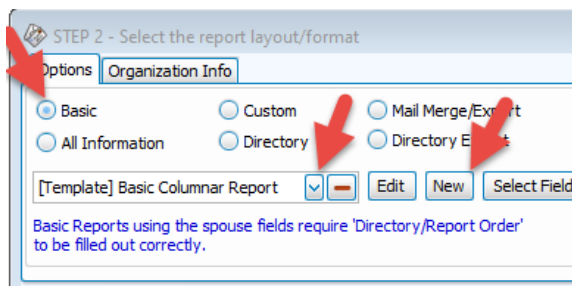 STEP 2 - Select the report layout/format
Options Organization Info
Basic Custom Mail Merge/Export
All Information Directory Directory Export
[Template] Basic Columnar Report Edit New Select Field
Basic Reports using the spouse fields require 'Directory/Report Order'
to be filled out correctly.